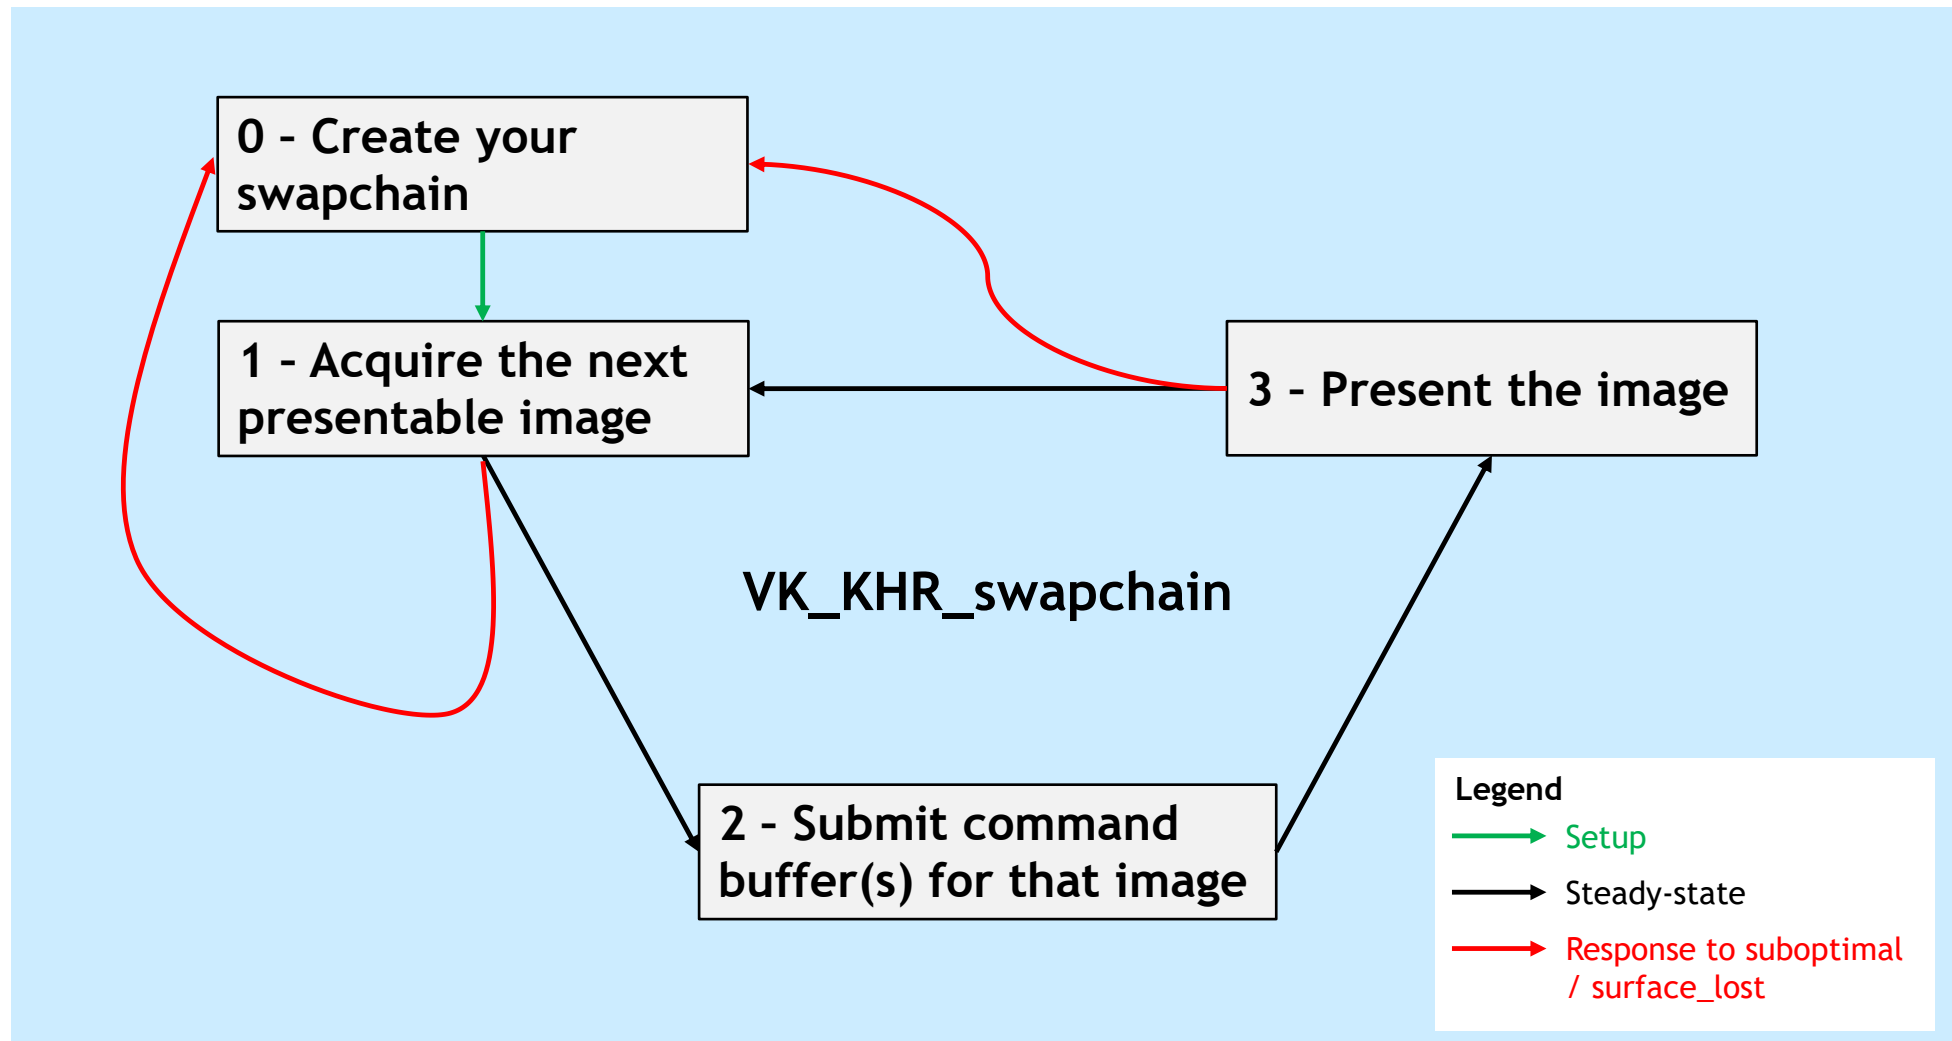 0 – Create your
swapchain
1 – Acquire the next
presentable image
3 – Present the image
VK_KHR_swapchain
2 – Submit command
buffer(s) for that image
Legend
Setup
Steady-state
Response to suboptimal
/ surface_lost